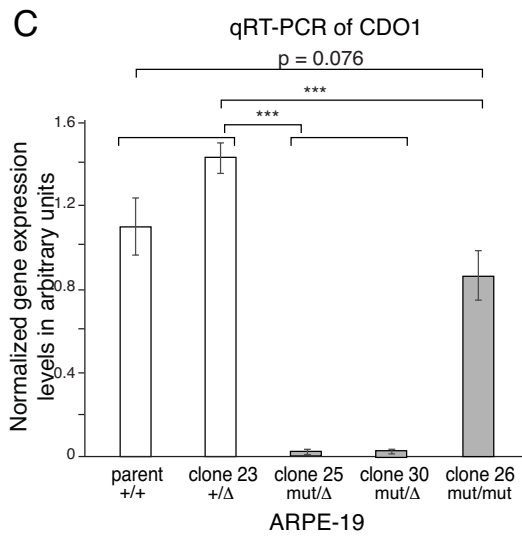 C
qRT-PCR of CDO1
p = 0.076
***
***
Normalized gene expression
levels in arbitrary units
1.6
1.2
0.8
0.4
0
parent
+/+
clone 23
+/Δ
clone 25
mut/Δ
clone 30
mut/Δ
clone 26
mut/mut
ARPE-19